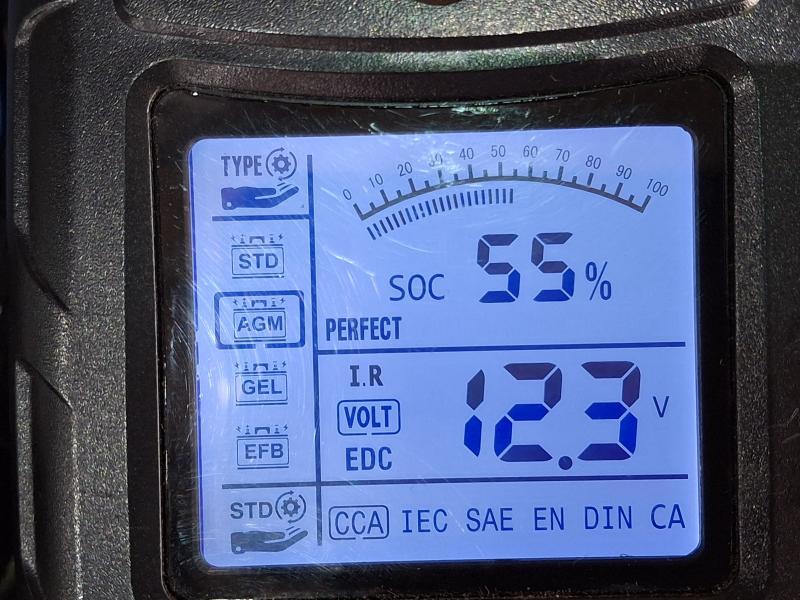 TYPE
0 10 20 30 40 50 60 70 80 90 100
STD
AGM
GEL
EFB
STD
SOC 55%
PERFECT
I.R
VOLT
EDC
12.3 V
CCA IEC SAE EN DIN CA